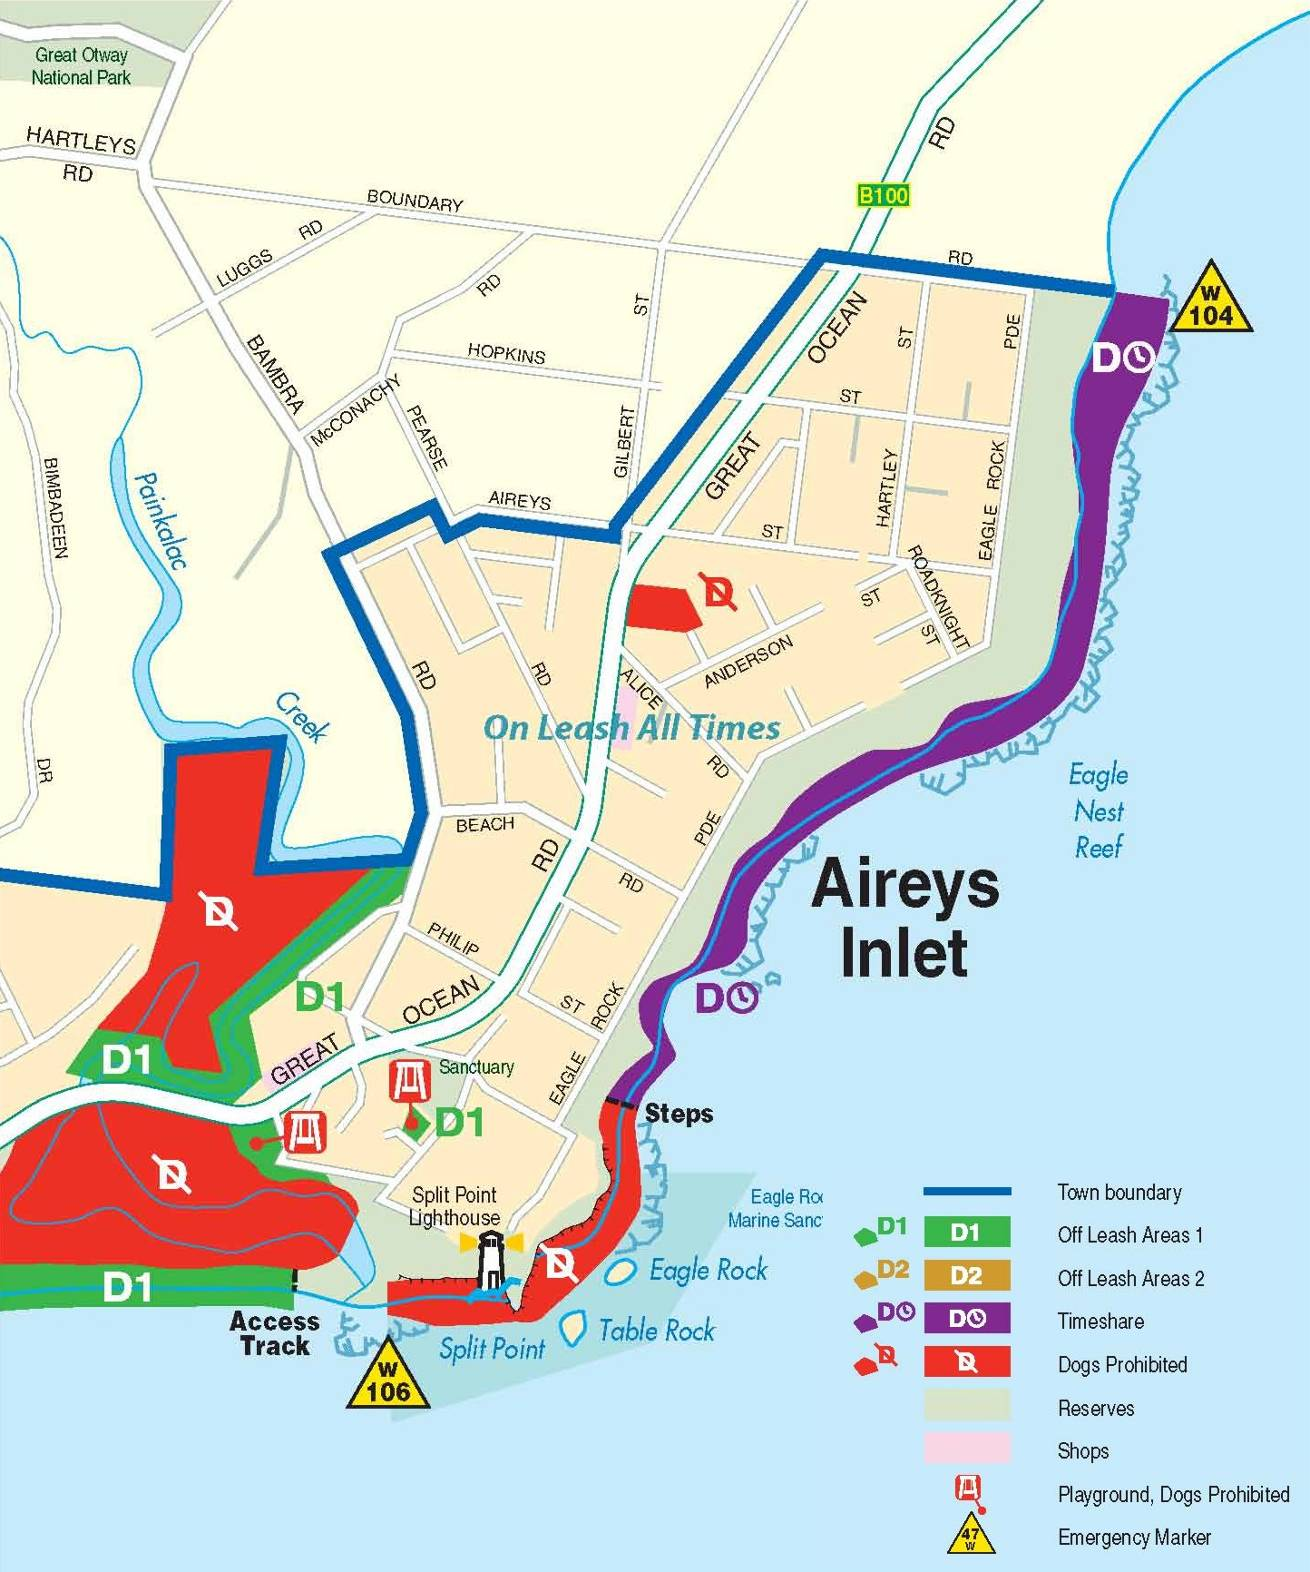 Great Otway
National Park
HARTLEYS
RD
BOUNDARY
RD
B100
RD
LUGGS RD
RD
ST
OCEAN
ST
PDE
W
104
D
HOPKINS
BAMBRA
McCONACHY
PEARSE
GILBERT
GREAT
ST
HARTLEY
EAGLE ROCK
BIMBADEEN
Painkalac
AIREYS
ST
ROADKNIGHT
ST
ST
D
ANDERSON
RD
RD
ALICE
Creek
On Leash All Times
DR
RD
PDE
Eagle
Nest
Reef
BEACH
RD
RD
Aireys
Inlet
D
PHILIP
D1
OCEAN
ST
ROCK
D
GREAT
D1
Sanctuary
EAGLE
D1
Steps
D
Split Point
Lighthouse
Eagle Roc
Marine Sanc
D
Eagle Rock
D1
Access
Track
Split Point
Table Rock
W
106
Town boundary
D1 D1 Off Leash Areas 1
D2 D2 Off Leash Areas 2
D D Timeshare
D D Dogs Prohibited
Reserves
Shops
Playground, Dogs Prohibited
47
W
Emergency Marker